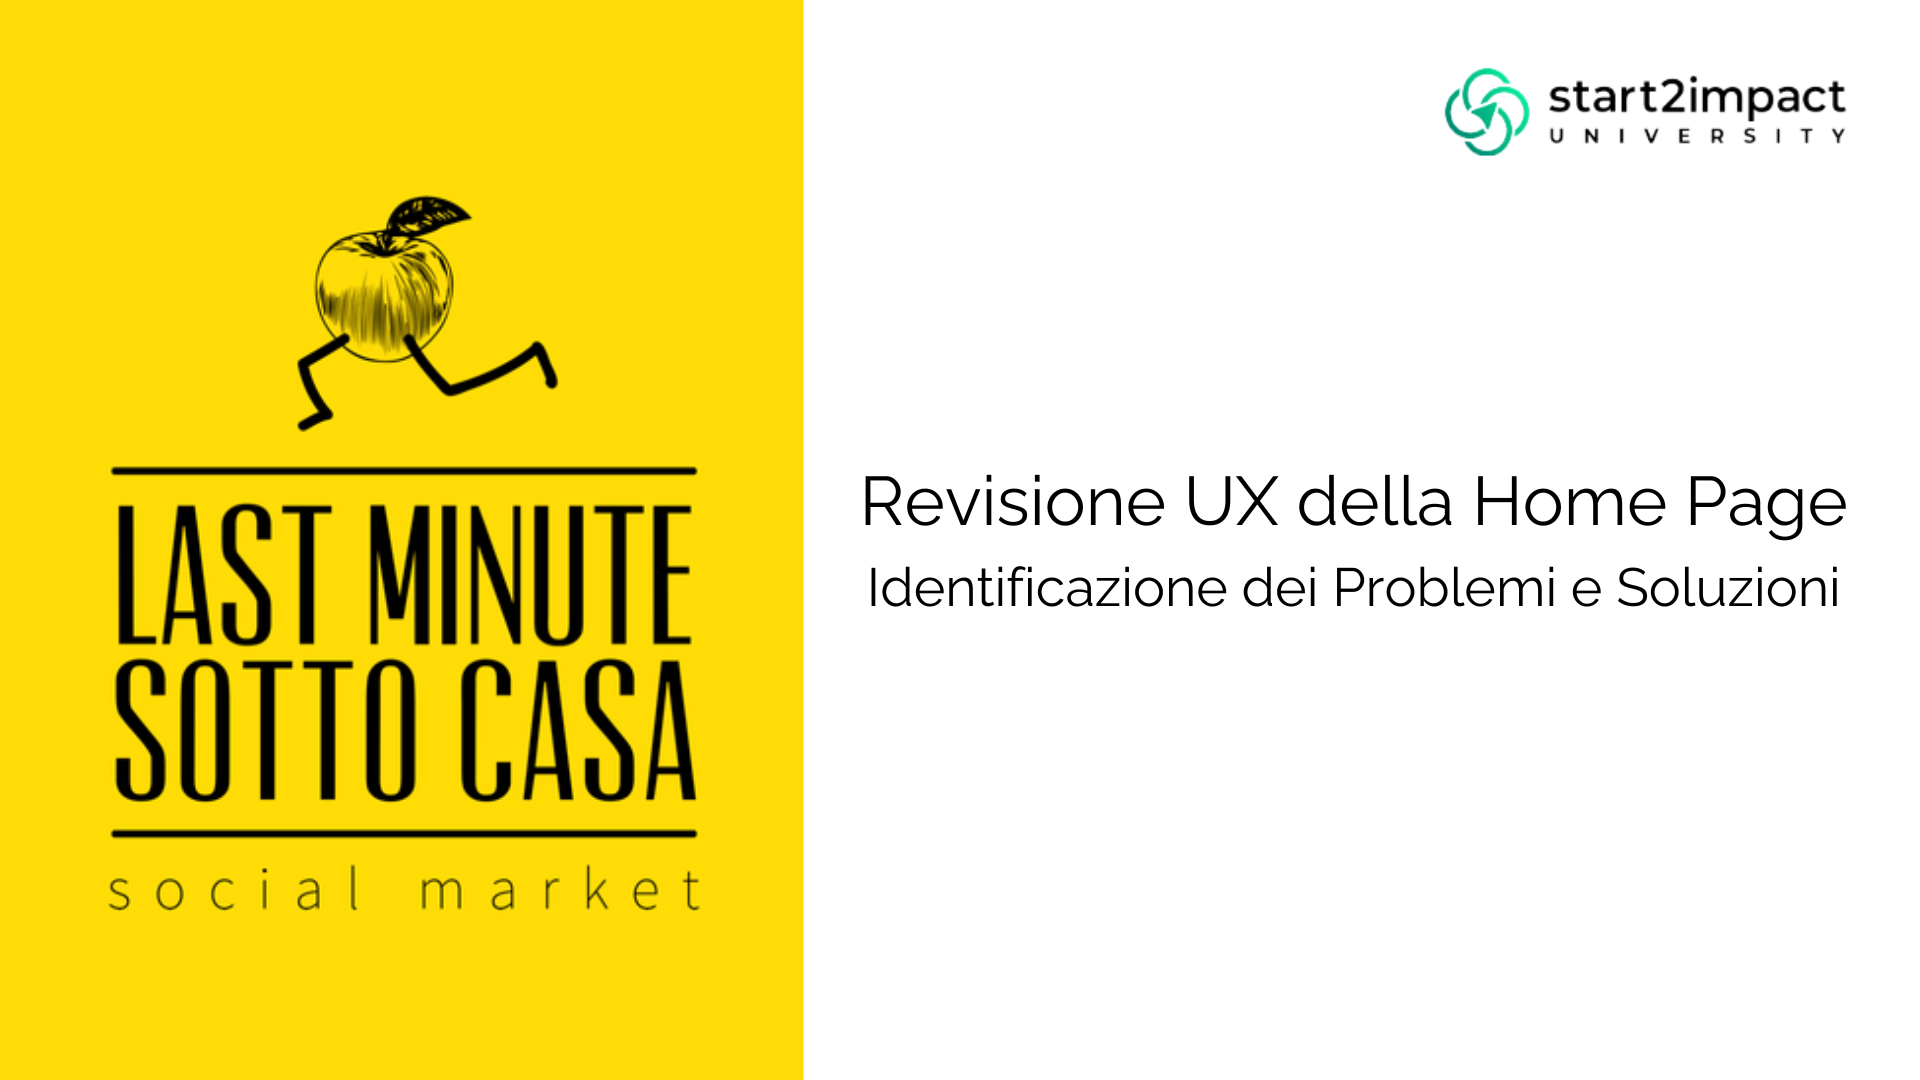 LAST MINUTE
SOTTO CASA
social market
start2impact
UNIVERSITY
Revisione UX della Home Page
Identificazione dei Problemi e Soluzioni